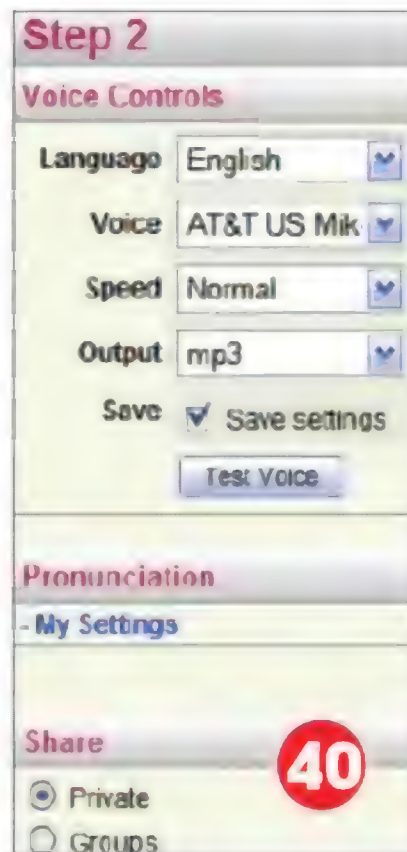 Step 2
Voice Controls
Language English
Voice AT&T US Mik
Speed Normal
Output mp3
Save Save settings
Test Voice
Pronunciation
- My Settings
Share
40
Private
Groups